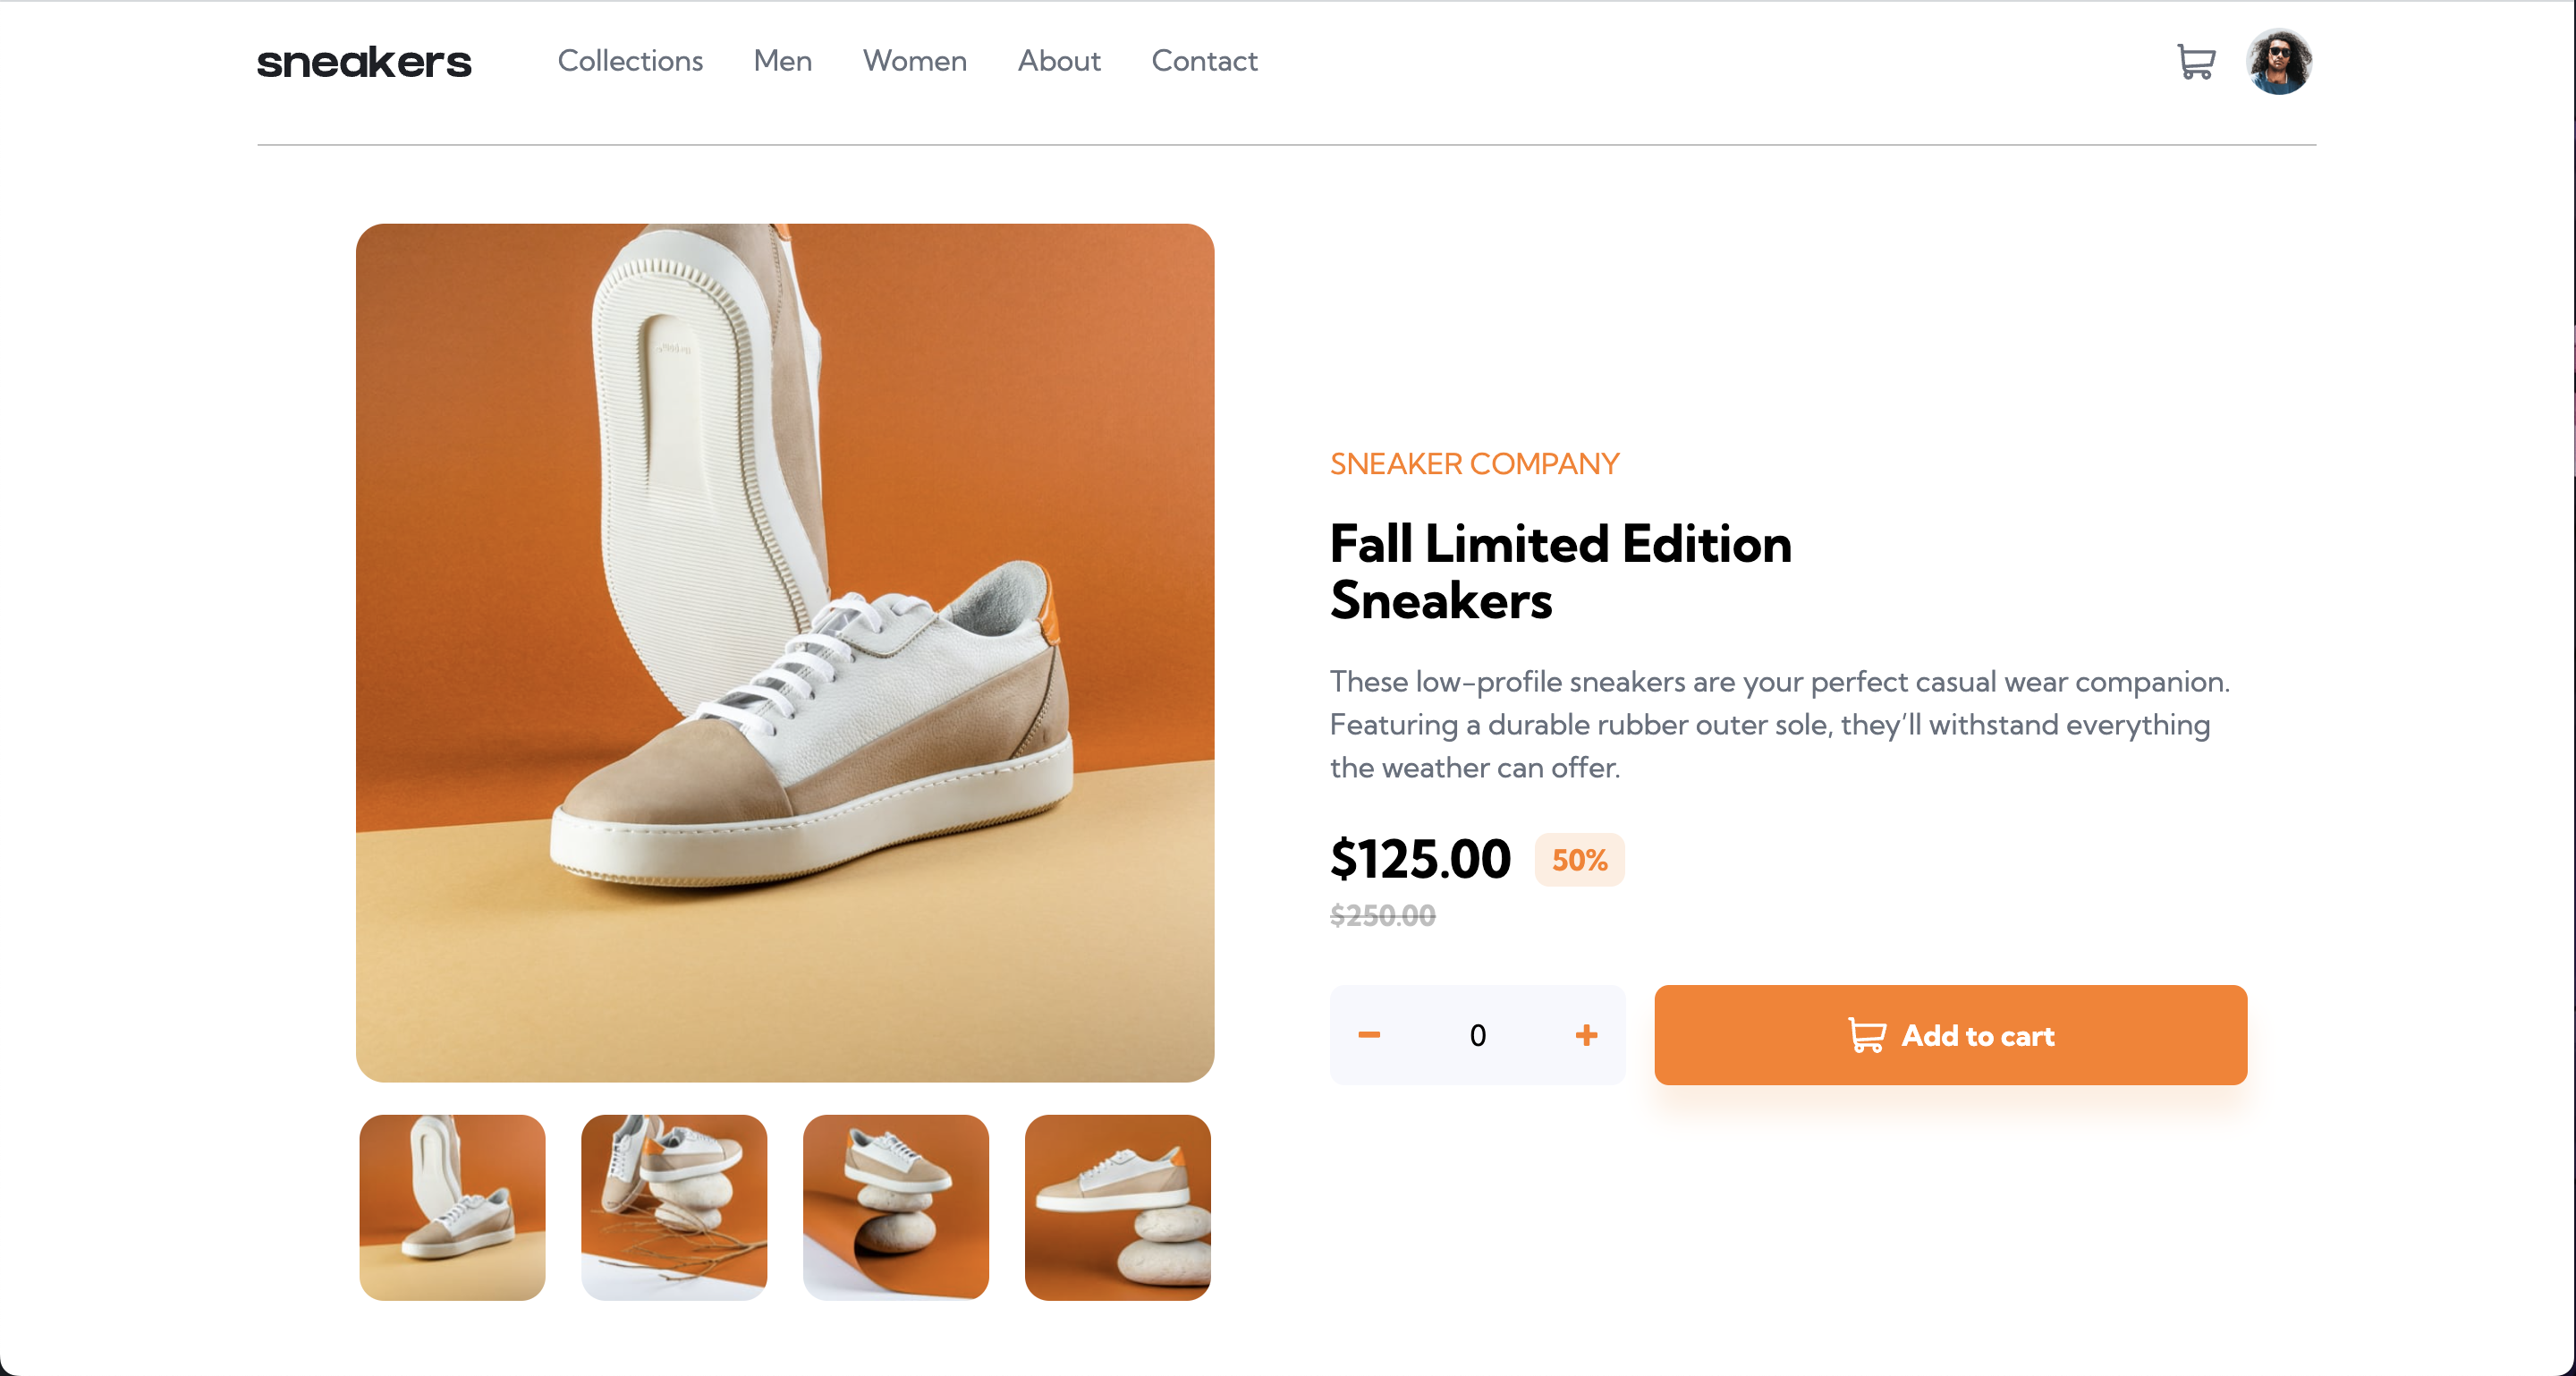 sneakers
Collections Men Women About Contact
SNEAKER COMPANY
Fall Limited Edition
Sneakers
These low-profile sneakers are your perfect casual wear companion.
Featuring a durable rubber outer sole, they’ll withstand everything
the weather can offer.
$125.00 50%
$250.00
0
Add to cart